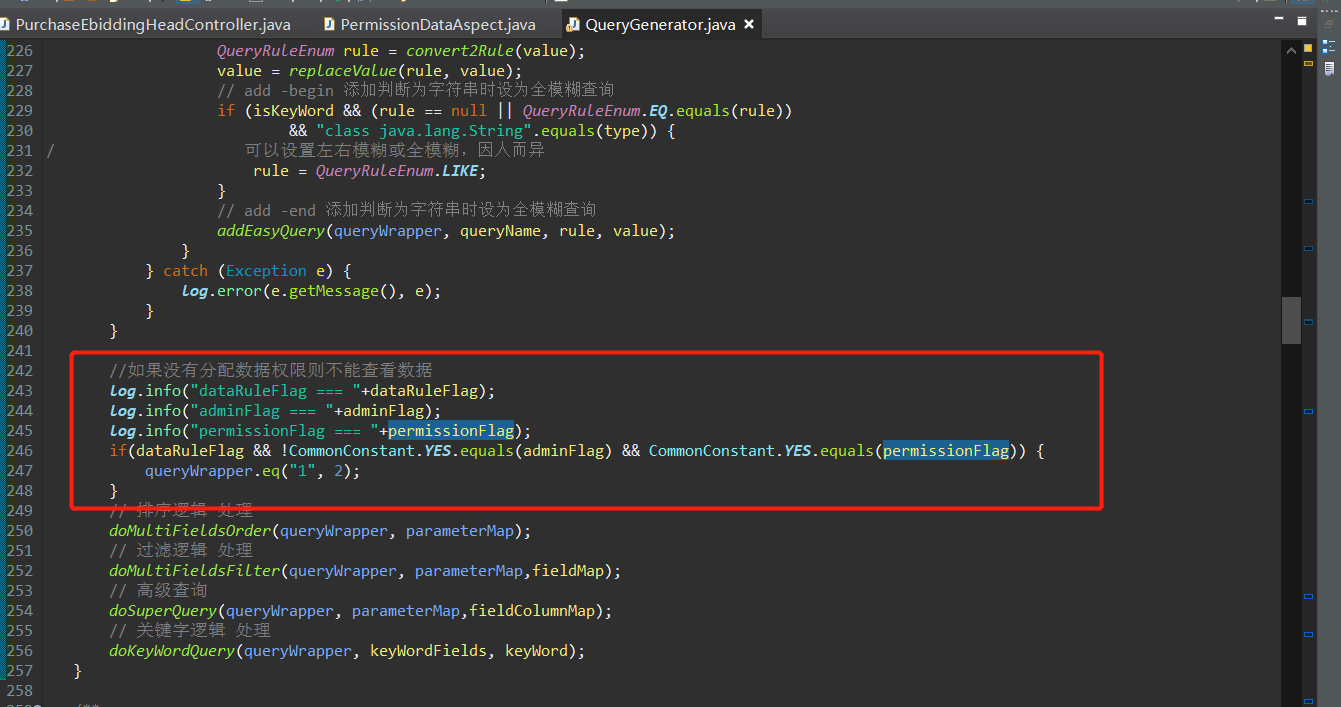 PurchaseEbiddingHeadController.java PermissionDataAspect.java QueryGenerator.java
226 QueryRuleEnum rule = convert2Rule(value);
227 value = replaceValue(rule, value);
228 // add -begin 添加判断为字符串时设为全模糊查询
229 if (isKeyWord && (rule == null || QueryRuleEnum.EQ.equals(rule))
230 && "class java.lang.String".equals(type)) {
231 / 可以设置左右模糊或全模糊，因人而异
232 rule = QueryRuleEnum.LIKE;
233 }
234 // add -end 添加判断为字符串时设为全模糊查询
235 addEasyQuery(queryWrapper, queryName, rule, value);
236 }
237 } catch (Exception e) {
238 log.error(e.getMessage(), e);
239 }
240 }
241
242 //如果没有分配数据权限则不能查看数据
243 log.info("dataRuleFlag === "+dataRuleFlag);
244 log.info("adminFlag === "+adminFlag);
245 log.info("permissionFlag === "+permissionFlag);
246 if(dataRuleFlag && !CommonConstant.YES.equals(adminFlag) && CommonConstant.YES.equals(permissionFlag)) {
247 queryWrapper.eq("1", 2);
248 }
249 // 排序逻辑 处理
250 doMultiFieldsOrder(queryWrapper, parameterMap);
251 // 过滤逻辑 处理
252 doMultiFieldsFilter(queryWrapper, parameterMap,fieldMap);
253 // 高级查询
254 doSuperQuery(queryWrapper, parameterMap,fieldColumnMap);
255 // 关键字逻辑 处理
256 doKeyWordQuery(queryWrapper, keyWordFields, keyWord);
257 }
258